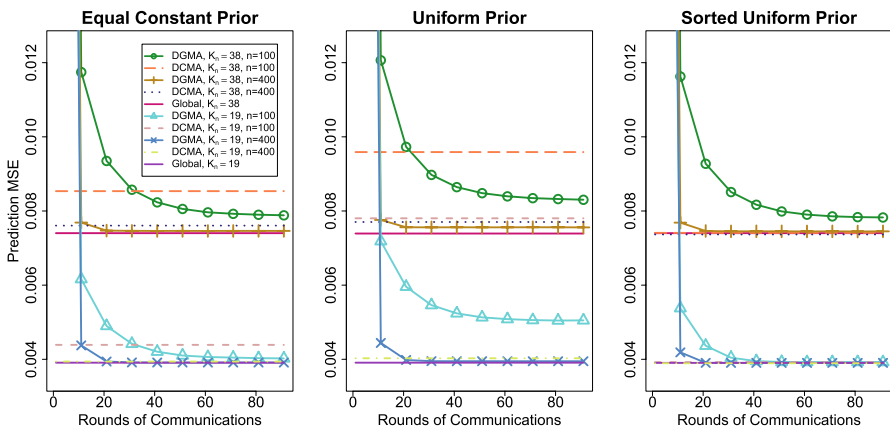 Equal Constant Prior
Uniform Prior
Sorted Uniform Prior
DGMA, Kn = 38, n=100
DCMA, Kn = 38, n=100
DGMA, Kn = 38, n=400
DCMA, Kn = 38, n=400
Global, Kn = 38
DGMA, Kn = 19, n=100
DCMA, Kn = 19, n=100
DGMA, Kn = 19, n=400
DCMA, Kn = 19, n=400
Global, Kn = 19
Prediction MSE
0.012
0.010
0.008
0.006
0.004
0.012
0.010
0.008
0.006
0.004
0.012
0.010
0.008
0.006
0.004
0 20 40 60 80
0 20 40 60 80
0 20 40 60 80
Rounds of Communications
Rounds of Communications
Rounds of Communications